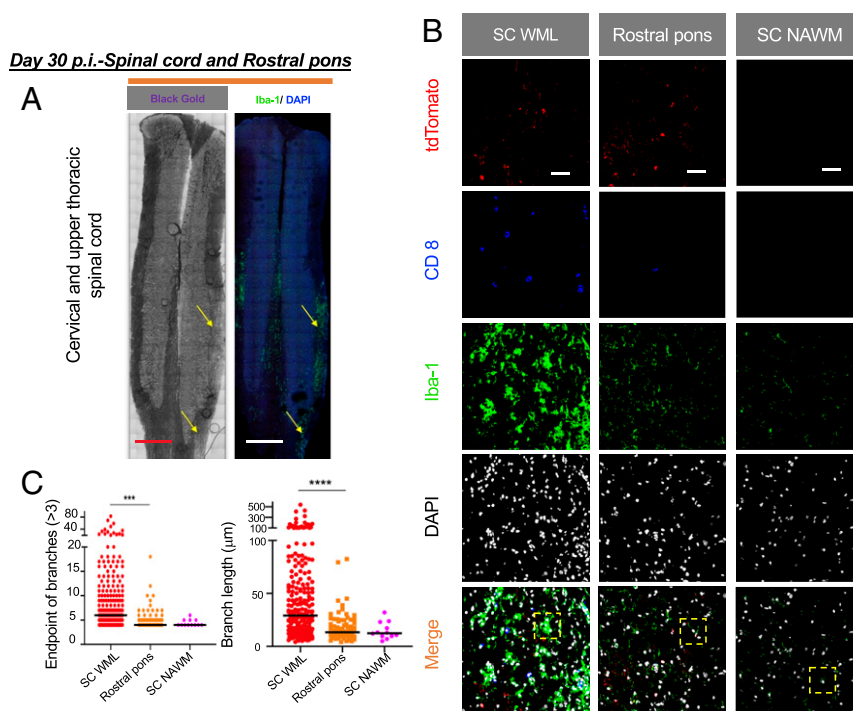 Day 30 p.i.-Spinal cord and Rostral pons
A
Black Gold
Iba-1/ DAPI
Cervical and upper thoracic
spinal cord
B
SC WML
Rostral pons
SC NAWM
tdTomato
CD 8
Iba-1
DAPI
Merge
C
***
Endpoint of branches (>3)
80
40
20
15
10
5
0
SC WML
Rostral pons
SC NAWM
****
Branch length (μm)
500
300
100
100
50
0
SC WML
Rostral pons
SC NAWM